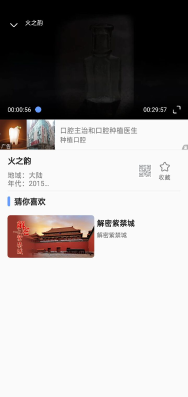 火之韵
00:00:56
00:29:57
口腔主治和口腔种植医生
广告
种植口腔
火之韵
地域：大陆
年代：2015...
收藏
猜你喜欢
解密紫禁城
解密紫禁城